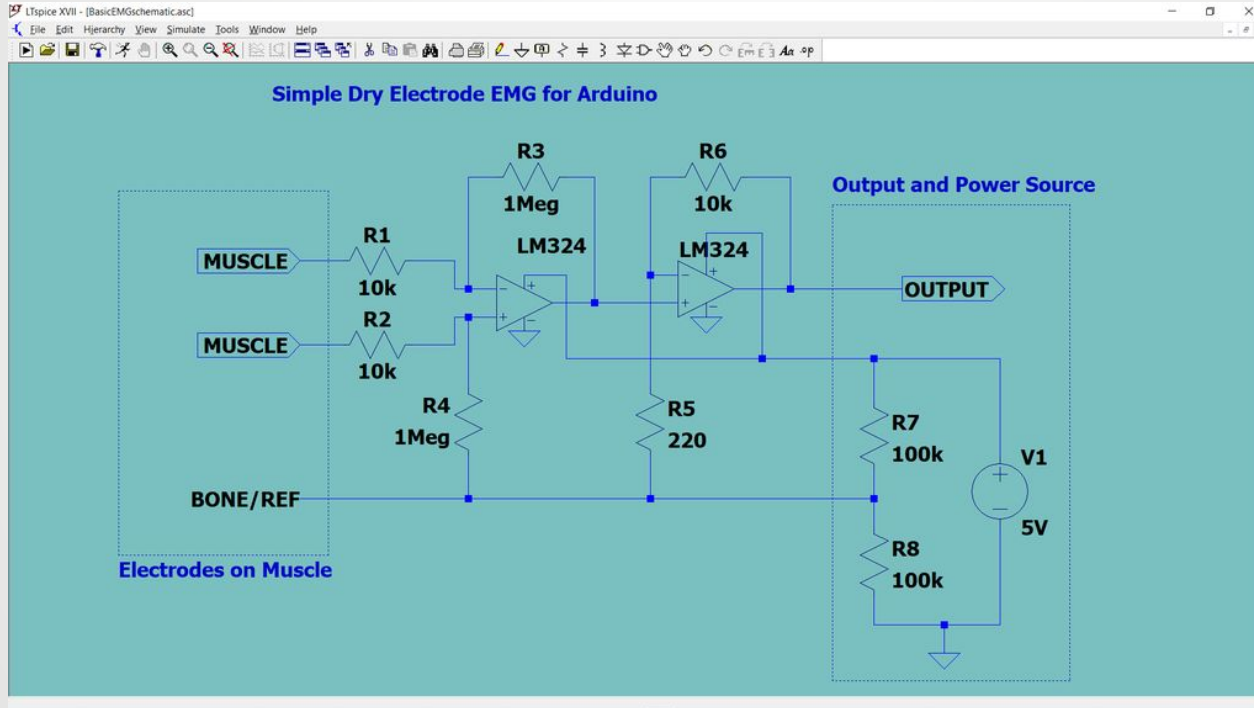 LTspice XVII - [BasicEMGschematic.asc]
File Edit Hierarchy View Simulate Tools Window Help
Simple Dry Electrode EMG for Arduino
R3
1Meg
R6
10k
Output and Power Source
MUSCLE
R1
10k
LM324
LM324
OUTPUT
MUSCLE
R2
10k
R4
1Meg
R5
220
R7
100k
V1
5V
BONE/REF
R8
100k
Electrodes on Muscle